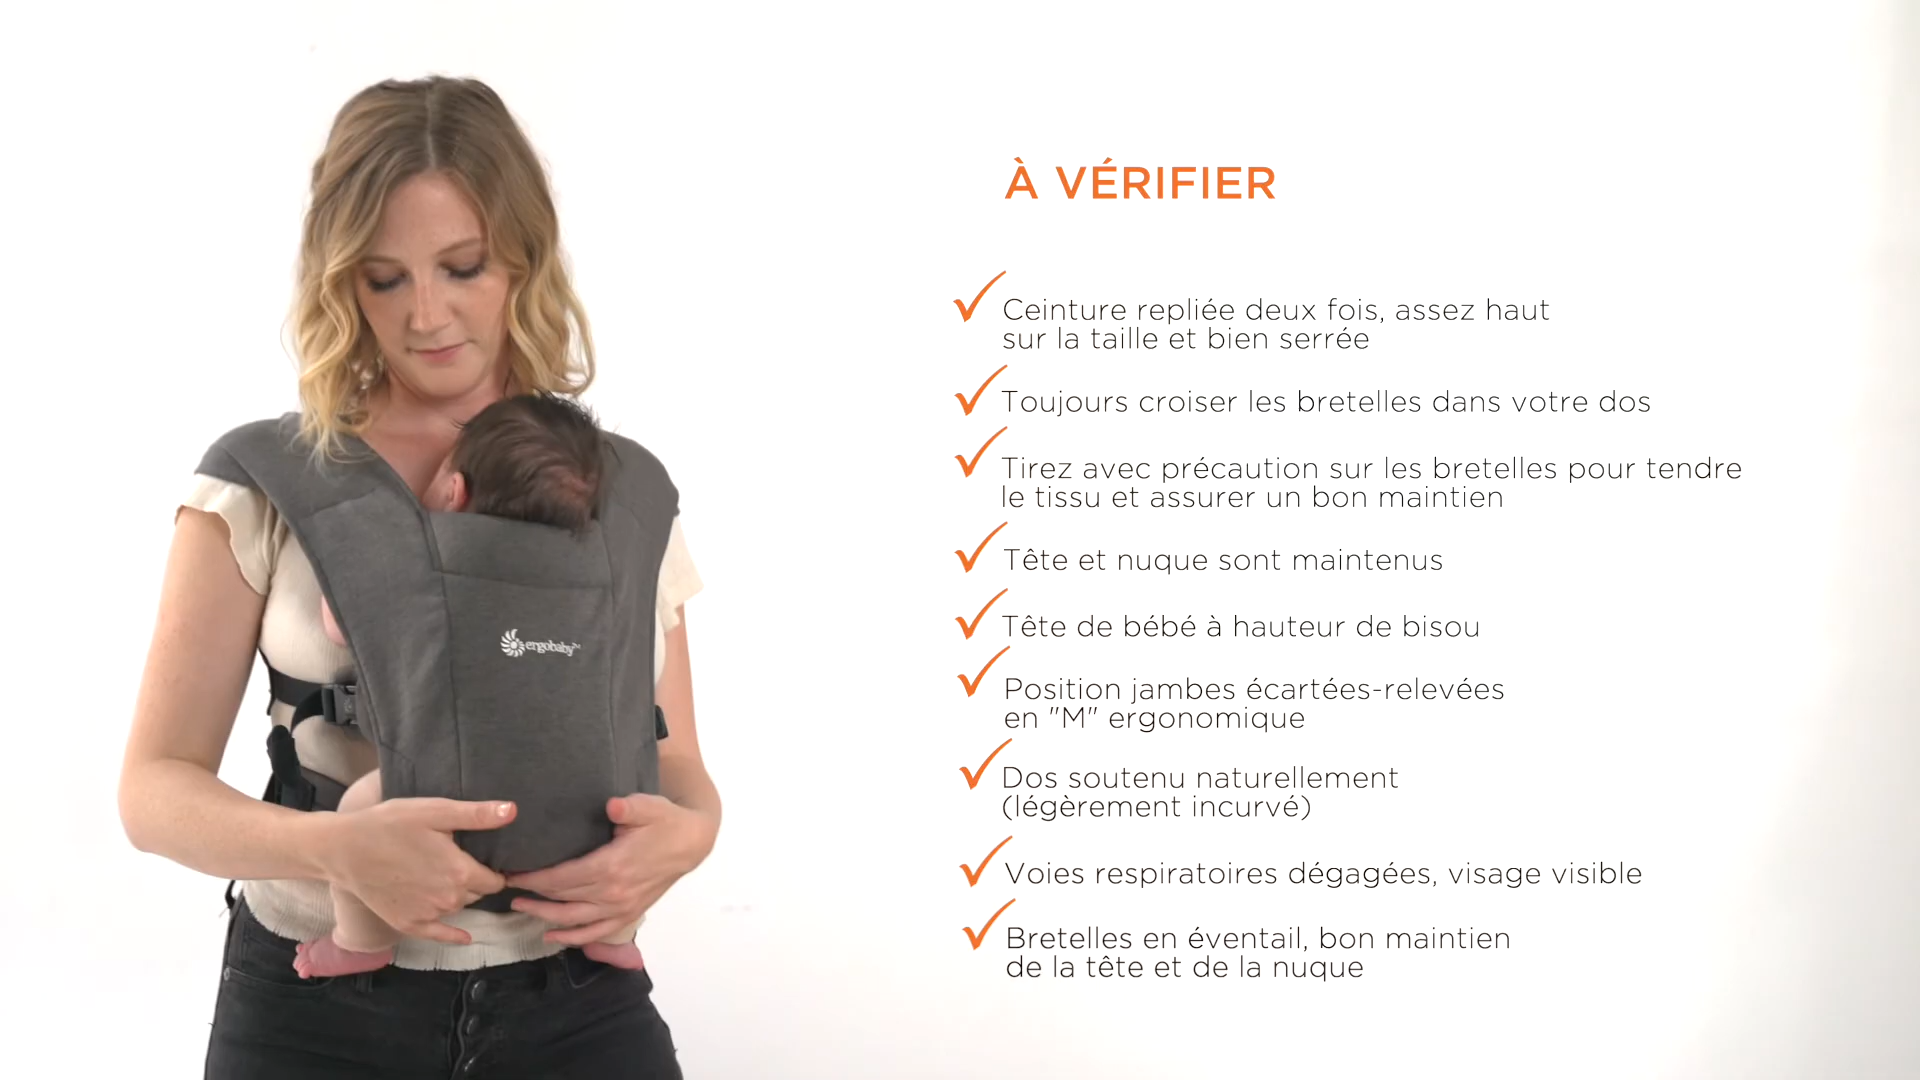 À VÉRIFIER
Ceinture repliée deux fois, assez haut
sur la taille et bien serrée
Toujours croiser les bretelles dans votre dos
Tirez avec précaution sur les bretelles pour tendre
le tissu et assurer un bon maintien
Tête et nuque sont maintenus
Tête de bébé à hauteur de bisou
Position jambes écartées-relevées
en "M" ergonomique
Dos soutenu naturellement
(légèrement incurvé)
Voies respiratoires dégagées, visage visible
Bretelles en éventail, bon maintien
de la tête et de la nuque
ergobaby™